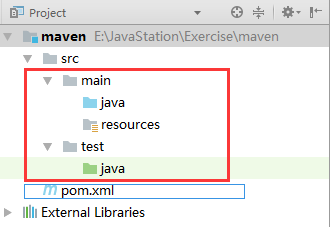 Project
maven E:\JavaStation\Exercise\maven
src
main
java
resources
test
java
pom.xml
External Libraries